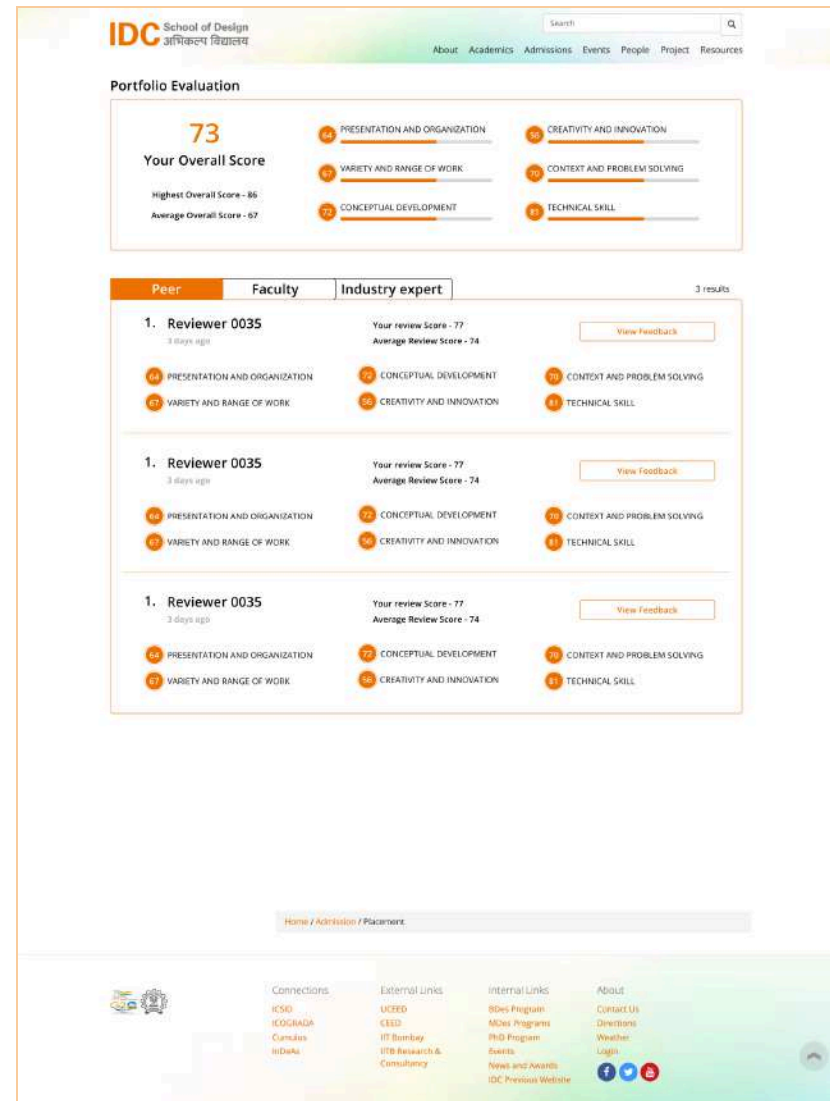 IDC School of Design
अभिकल्प विद्यालय
Search
About Academics Admissions Events People Project Resources
Portfolio Evaluation
73
Your Overall Score
Highest Overall Score - 86
Average Overall Score - 67
64 PRESENTATION AND ORGANIZATION
67 VARIETY AND RANGE OF WORK
72 CONCEPTUAL DEVELOPMENT
56 CREATIVITY AND INNOVATION
70 CONTEXT AND PROBLEM SOLVING
81 TECHNICAL SKILL
Peer Faculty Industry expert 3 results
1. Reviewer 0035
3 days ago
Your review Score - 77
Average Review Score - 74
View Feedback
64 PRESENTATION AND ORGANIZATION 72 CONCEPTUAL DEVELOPMENT 70 CONTEXT AND PROBLEM SOLVING
67 VARIETY AND RANGE OF WORK 56 CREATIVITY AND INNOVATION 81 TECHNICAL SKILL
1. Reviewer 0035
3 days ago
Your review Score - 77
Average Review Score - 74
View Feedback
64 PRESENTATION AND ORGANIZATION 72 CONCEPTUAL DEVELOPMENT 70 CONTEXT AND PROBLEM SOLVING
67 VARIETY AND RANGE OF WORK 56 CREATIVITY AND INNOVATION 81 TECHNICAL SKILL
1. Reviewer 0035
3 days ago
Your review Score - 77
Average Review Score - 74
View Feedback
64 PRESENTATION AND ORGANIZATION 72 CONCEPTUAL DEVELOPMENT 70 CONTEXT AND PROBLEM SOLVING
67 VARIETY AND RANGE OF WORK 56 CREATIVITY AND INNOVATION 81 TECHNICAL SKILL
Home / Admission / Placement
Connections
ICSID
ICOGRADA
Cumulus
InDeAs
External Links
UCEED
CEED
IIT Bombay
IITB Research &
Consultancy
Internal Links
BDes Program
MDes Programs
PhD Program
Events
News and Awards
IDC Previous Website
About
Contact Us
Directions
Weather
Login